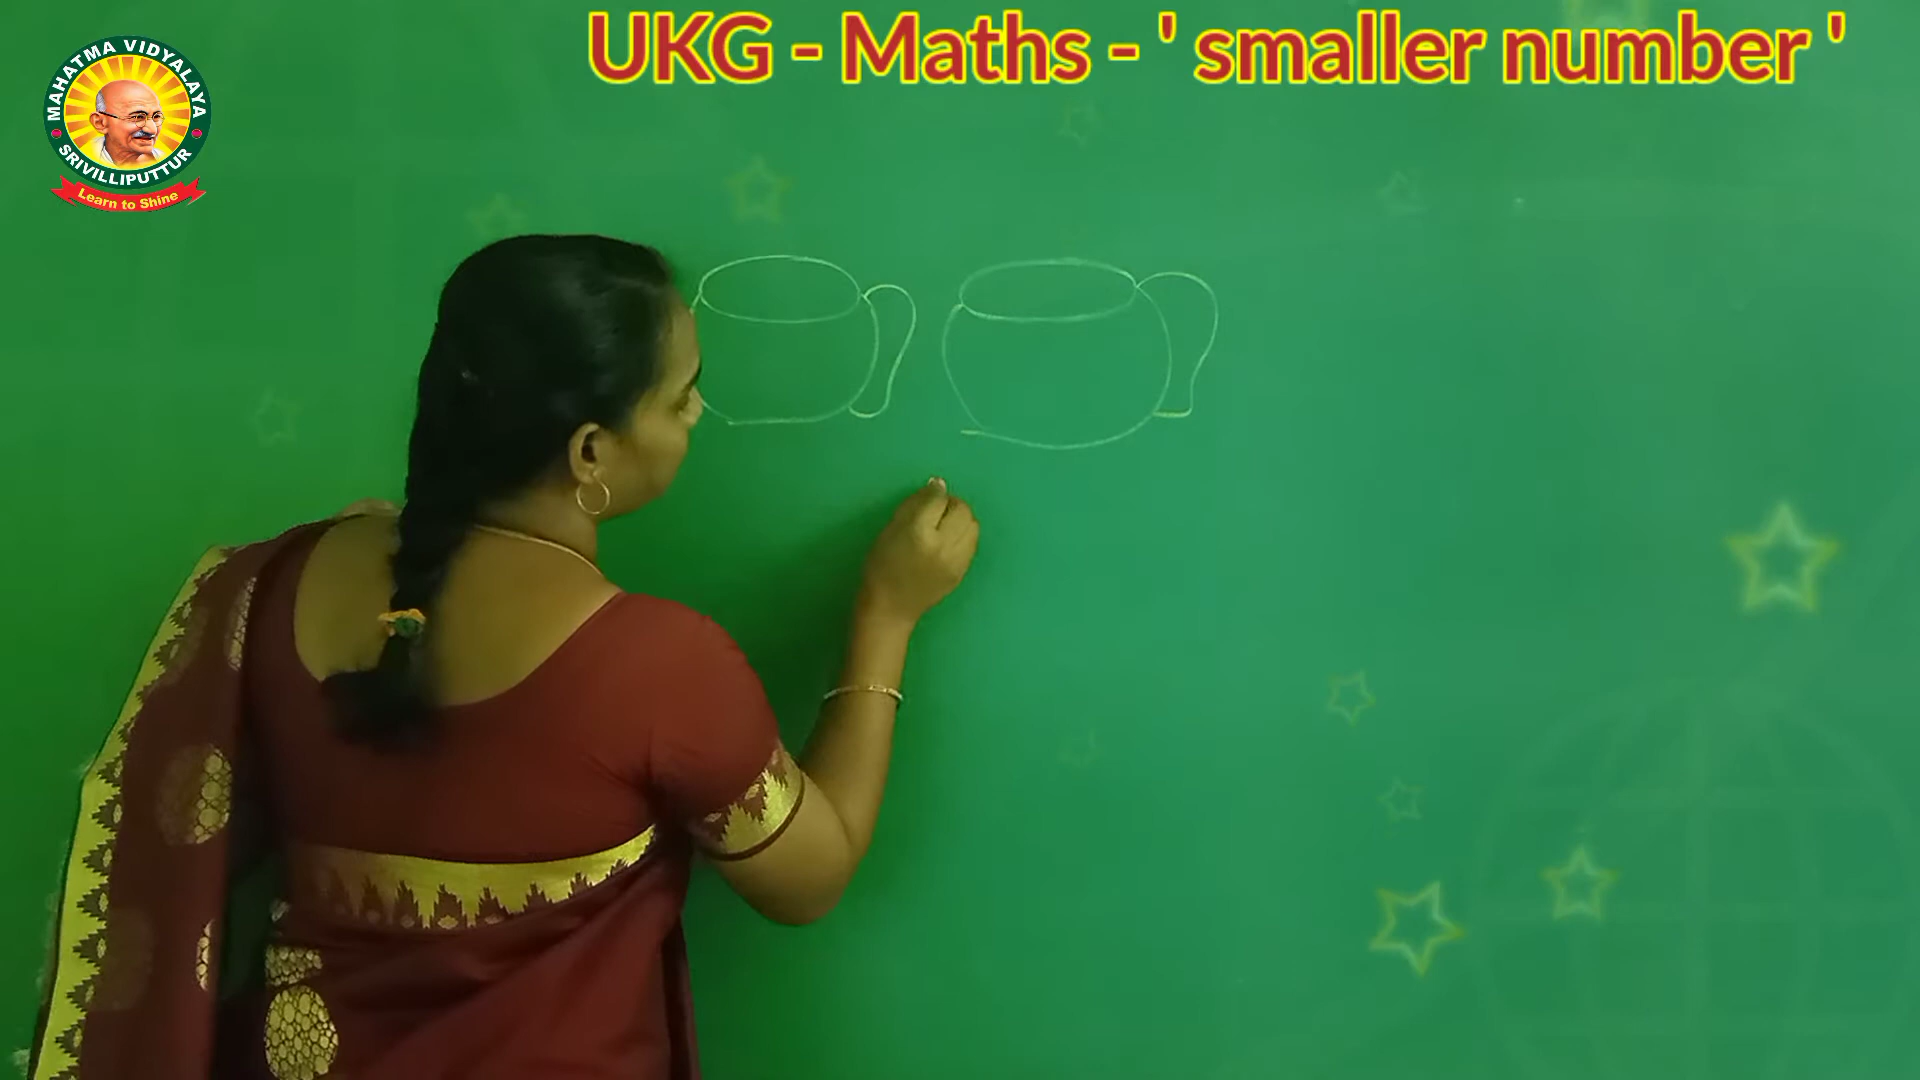 UKG - Maths - ' smaller number '
MAHATMA VIDYALAYA
SRIVILLIPUTTUR
Learn to Shine